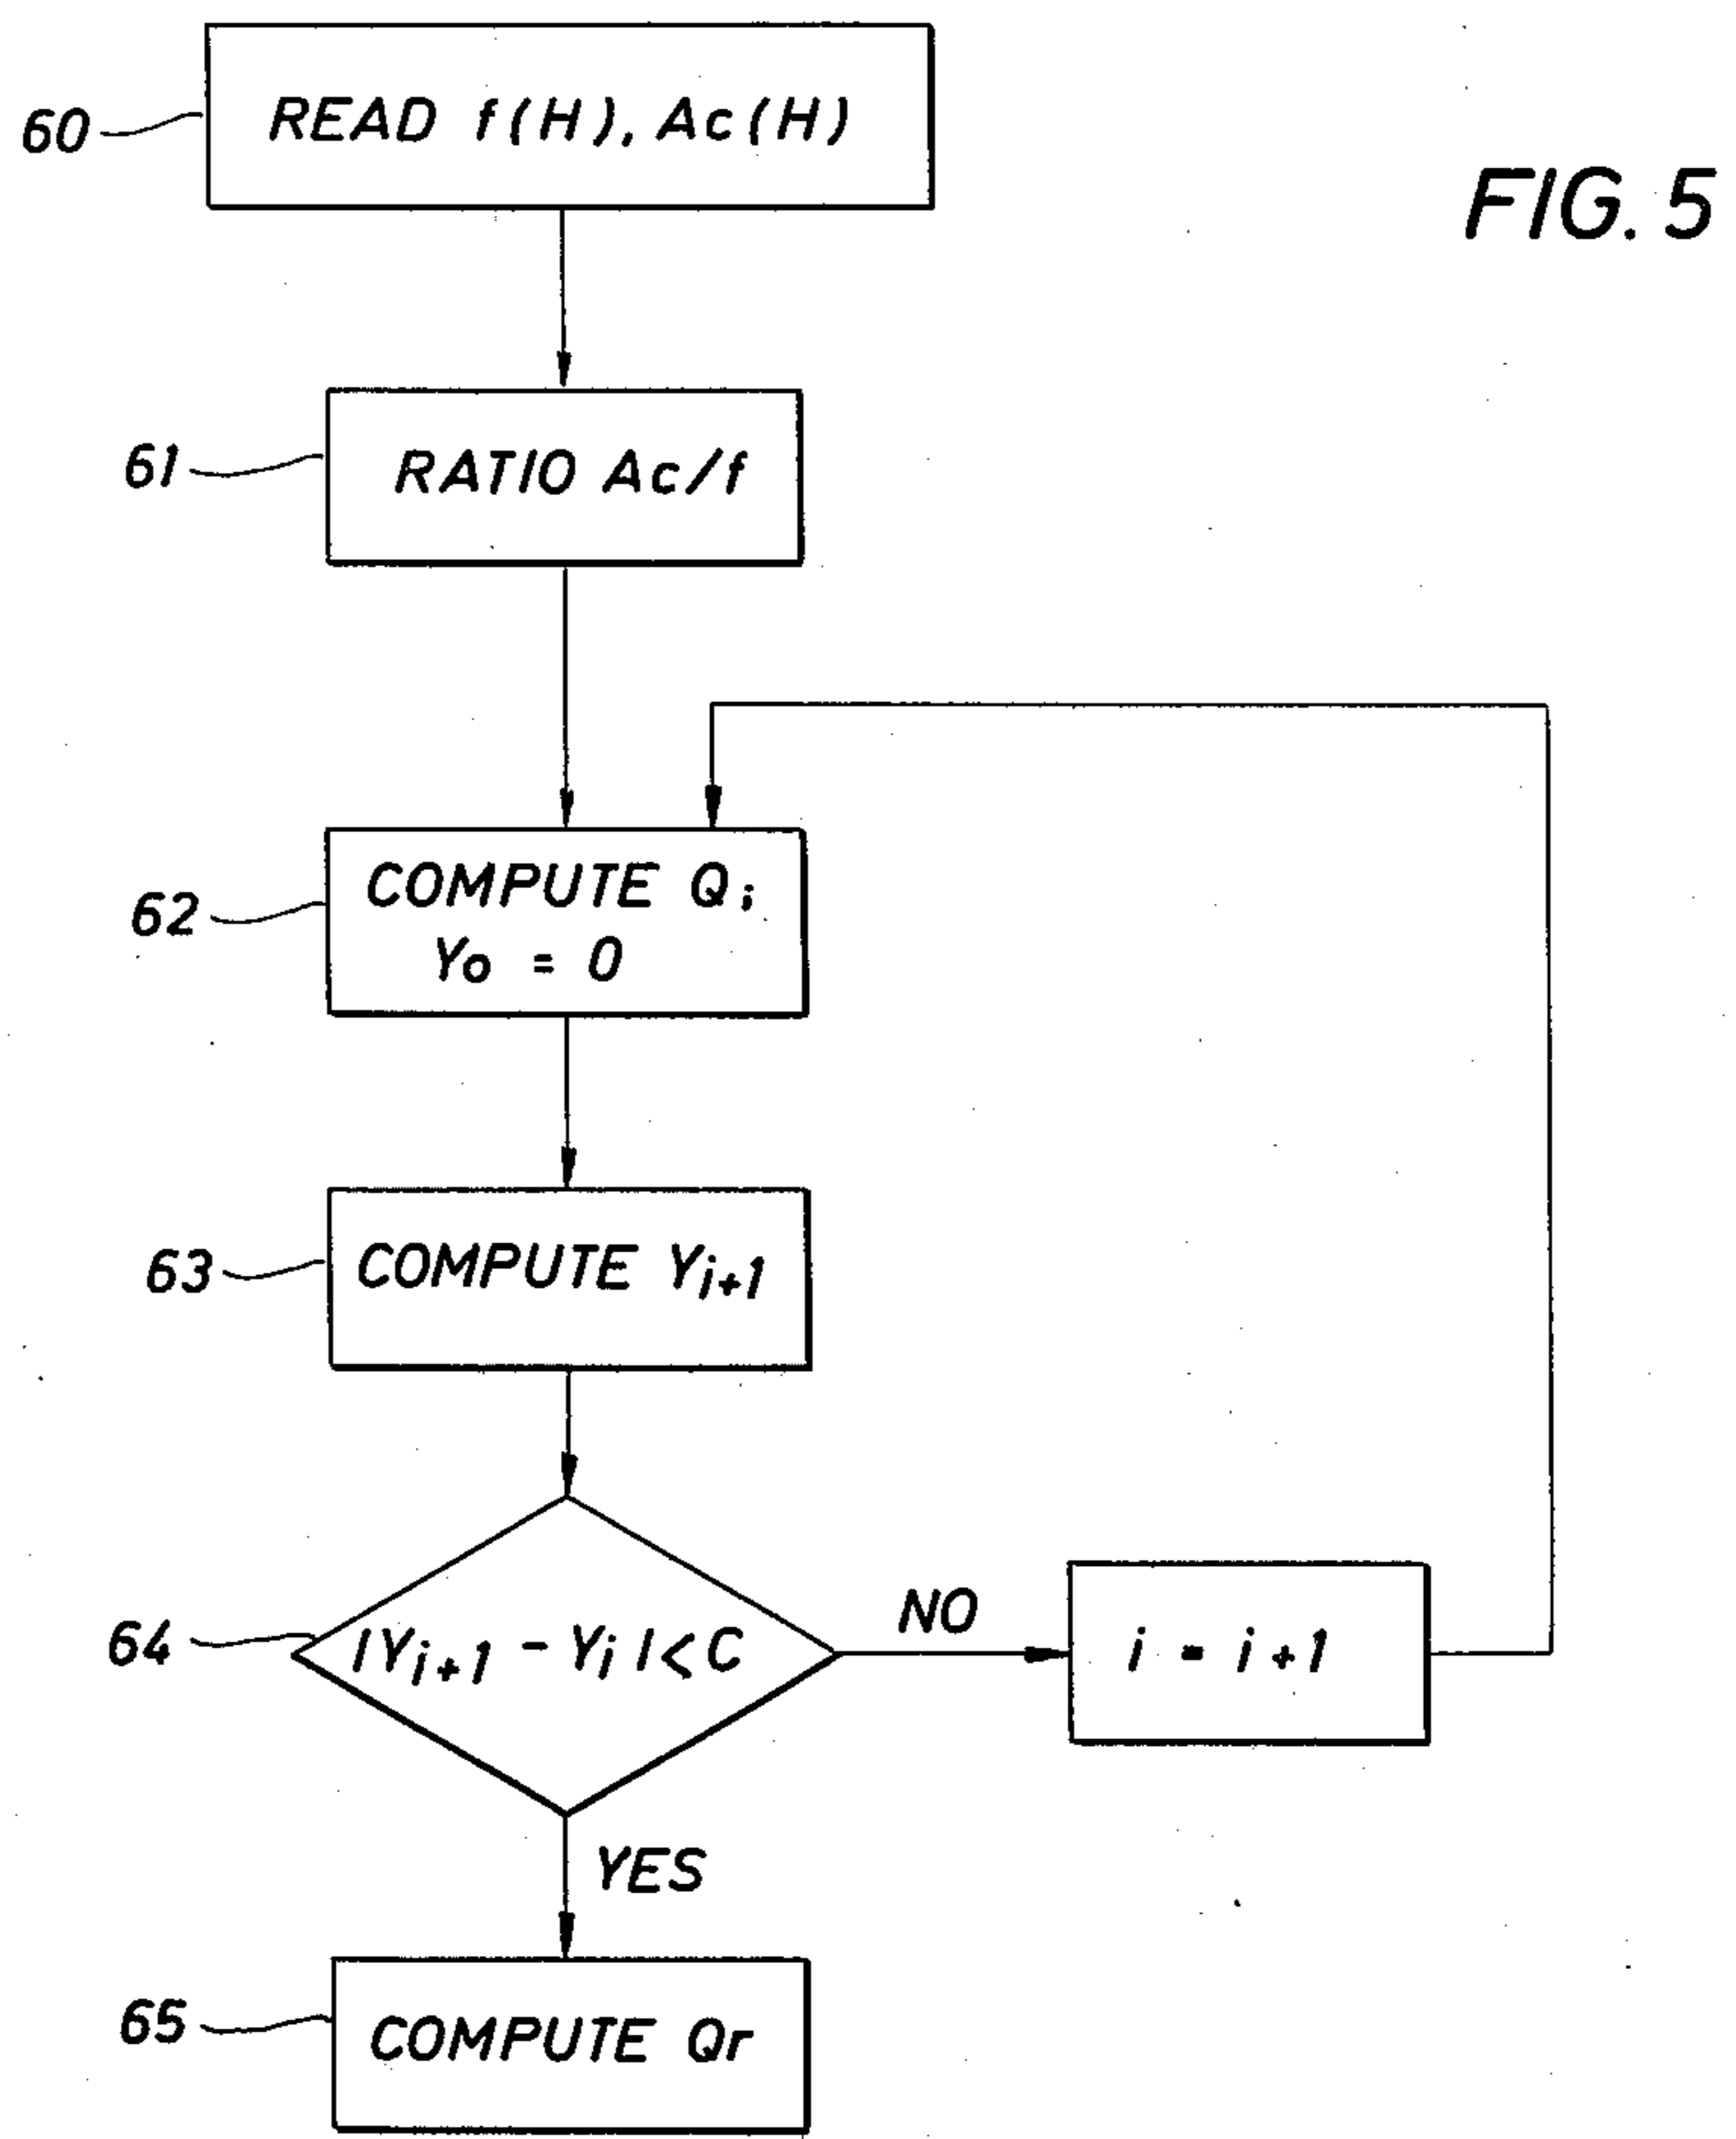 60
READ f(H), Ac(H)
FIG. 5
61
RATIO Ac/f
62
COMPUTE Qi
Yo = 0
63
COMPUTE Yi+1
64
|Yi+1 - Yi| < C
NO
i = i+1
YES
65
COMPUTE Qr